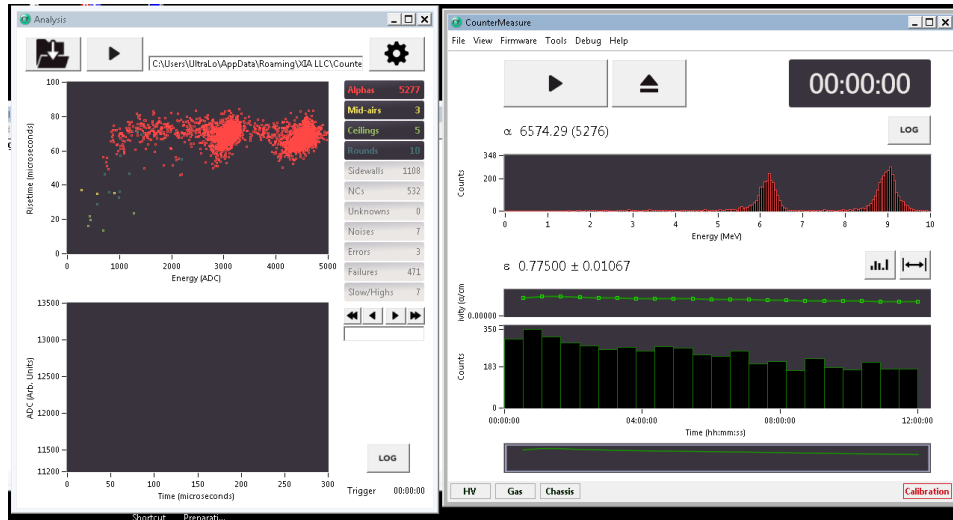 Analysis
C:\Users\UltraLo\AppData\Roaming\XIA LLC\Counte
Alphas 5277
Mid-airs 3
Ceilings 5
Rounds 10
Sidewalls 1108
NCs 532
Unknowns 0
Noises 7
Errors 3
Failures 471
Slow/Highs 7
100
80
60
40
20
0
Risetime (microseconds)
0 1000 2000 3000 4000 5000
Energy (ADC)
13500
13000
12500
12000
11500
11200
ADC (Arb. Units)
0 50 100 150 200 250 300
Time (microseconds)
LOG
Trigger 00:00:00
Shortcut Preparati...
CounterMeasure
File View Firmware Tools Debug Help
00:00:00
α 6574.29 (5276)
LOG
348
200
0
Counts
0 1 2 3 4 5 6 7 8 9 10
Energy (MeV)
ε 0.77500 ± 0.01067
ivity (α/cm
0.00000
350
183
0
Counts
00:00:00 04:00:00 08:00:00 12:00:00
Time (hh:mm:ss)
HV Gas Chassis Calibration